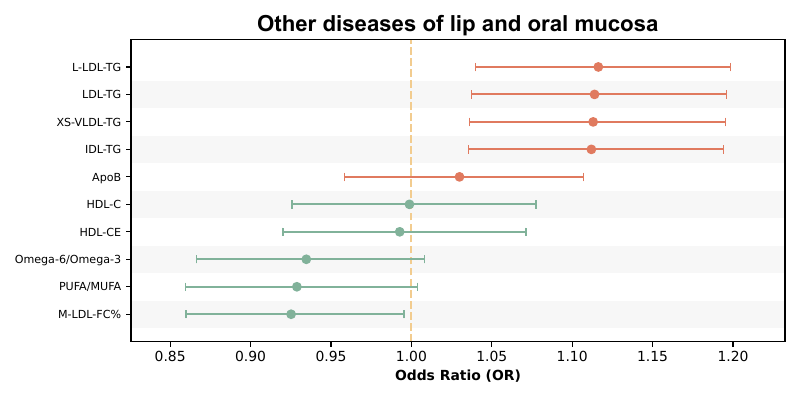 Other diseases of lip and oral mucosa
L-LDL-TG
LDL-TG
XS-VLDL-TG
IDL-TG
ApoB
HDL-C
HDL-CE
Omega-6/Omega-3
PUFA/MUFA
M-LDL-FC%
0.85 0.90 0.95 1.00 1.05 1.10 1.15 1.20
Odds Ratio (OR)